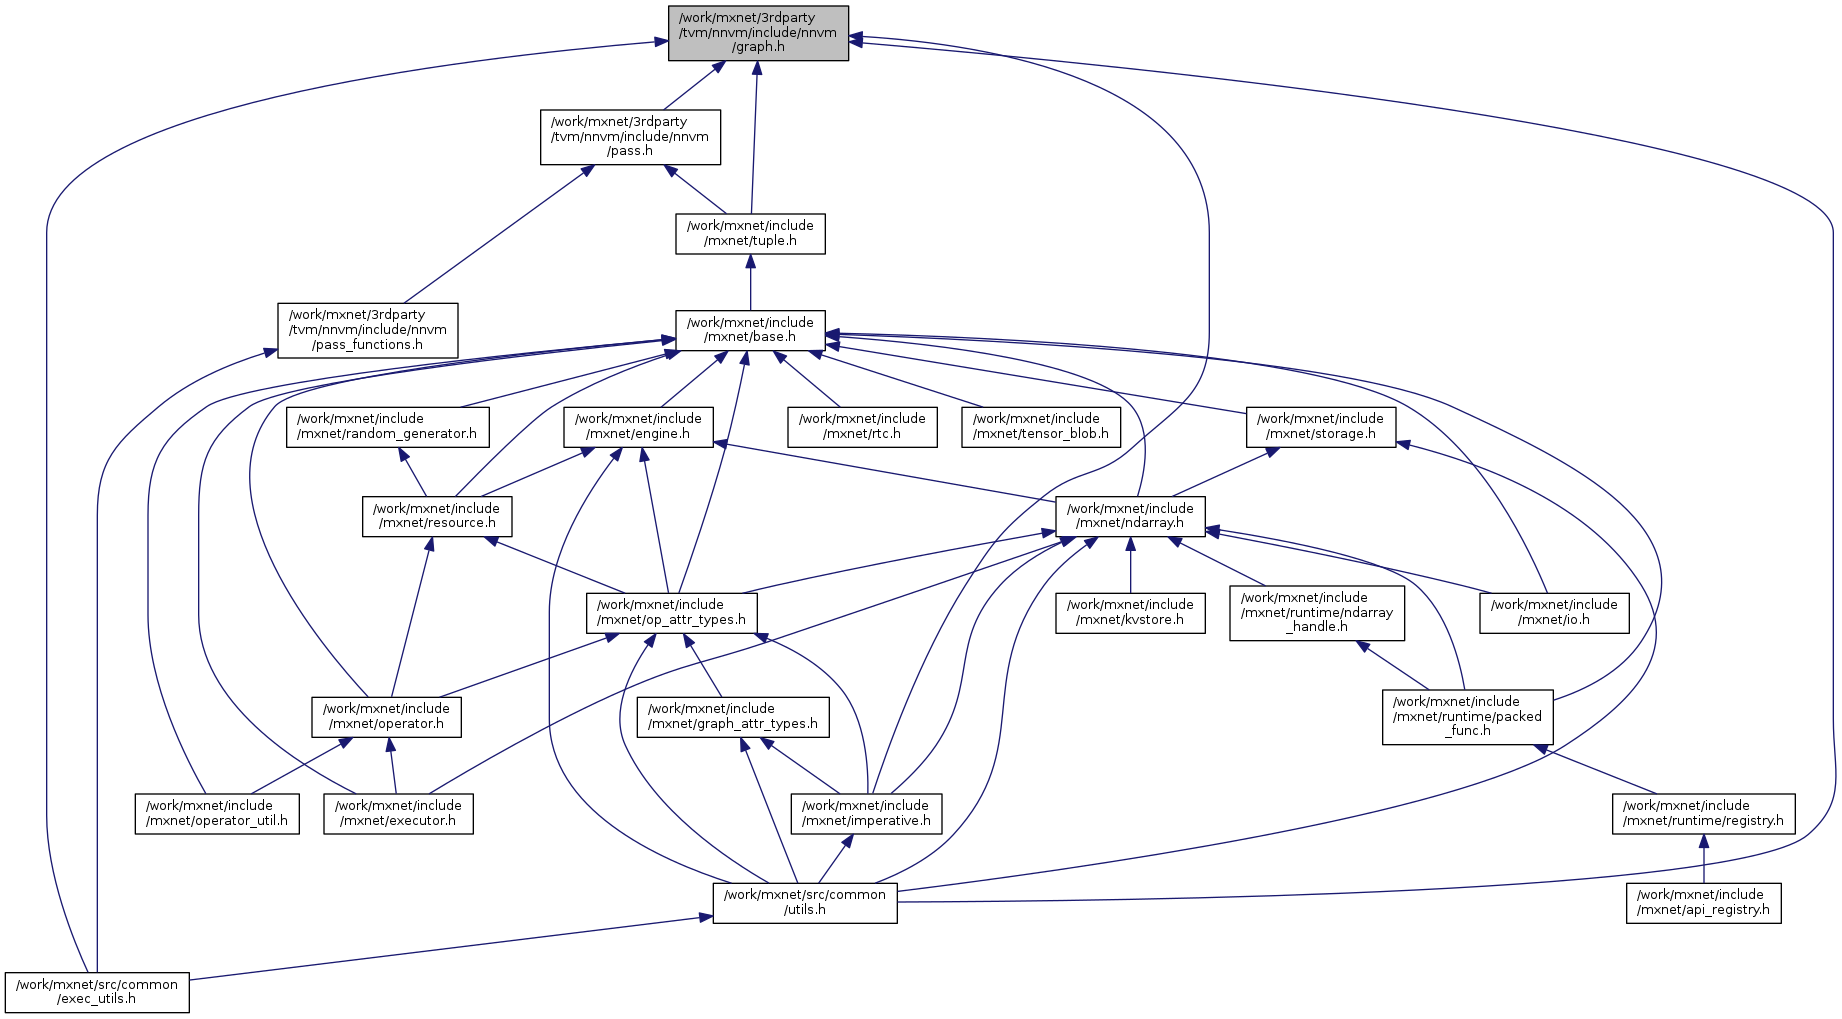 /work/mxnet/3rdparty
/tvm/nnvm/include/nnvm
/graph.h
/work/mxnet/3rdparty
/tvm/nnvm/include/nnvm
/pass.h
/work/mxnet/include
/mxnet/tuple.h
/work/mxnet/3rdparty
/tvm/nnvm/include/nnvm
/pass_functions.h
/work/mxnet/include
/mxnet/base.h
/work/mxnet/include
/mxnet/random_generator.h
/work/mxnet/include
/mxnet/engine.h
/work/mxnet/include
/mxnet/rtc.h
/work/mxnet/include
/mxnet/tensor_blob.h
/work/mxnet/include
/mxnet/storage.h
/work/mxnet/include
/mxnet/resource.h
/work/mxnet/include
/mxnet/ndarray.h
/work/mxnet/include
/mxnet/op_attr_types.h
/work/mxnet/include
/mxnet/kvstore.h
/work/mxnet/include
/mxnet/runtime/ndarray
_handle.h
/work/mxnet/include
/mxnet/io.h
/work/mxnet/include
/mxnet/operator.h
/work/mxnet/include
/mxnet/graph_attr_types.h
/work/mxnet/include
/mxnet/runtime/packed
_func.h
/work/mxnet/include
/mxnet/operator_util.h
/work/mxnet/include
/mxnet/executor.h
/work/mxnet/include
/mxnet/imperative.h
/work/mxnet/include
/mxnet/runtime/registry.h
/work/mxnet/src/common
/utils.h
/work/mxnet/include
/mxnet/api_registry.h
/work/mxnet/src/common
/exec_utils.h